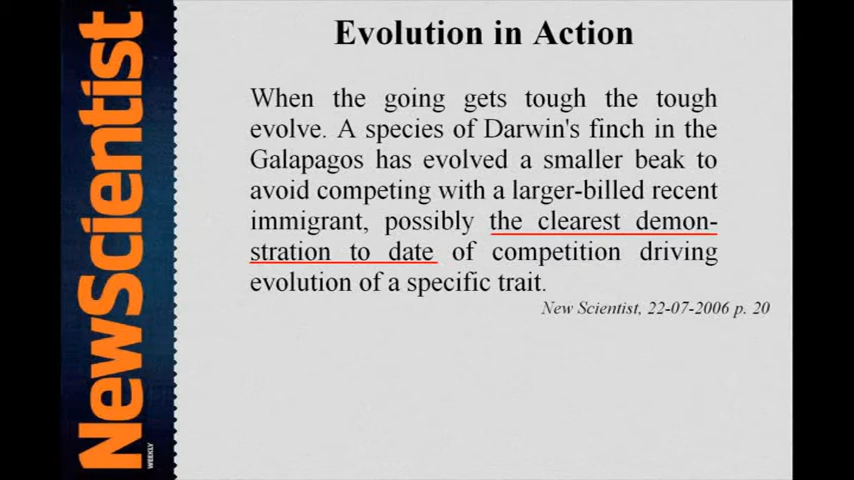 NewScientist
WEEKLY
Evolution in Action
When the going gets tough the tough
evolve. A species of Darwin's finch in the
Galapagos has evolved a smaller beak to
avoid competing with a larger-billed recent
immigrant, possibly the clearest demon-
stration to date of competition driving
evolution of a specific trait.
New Scientist, 22-07-2006 p. 20